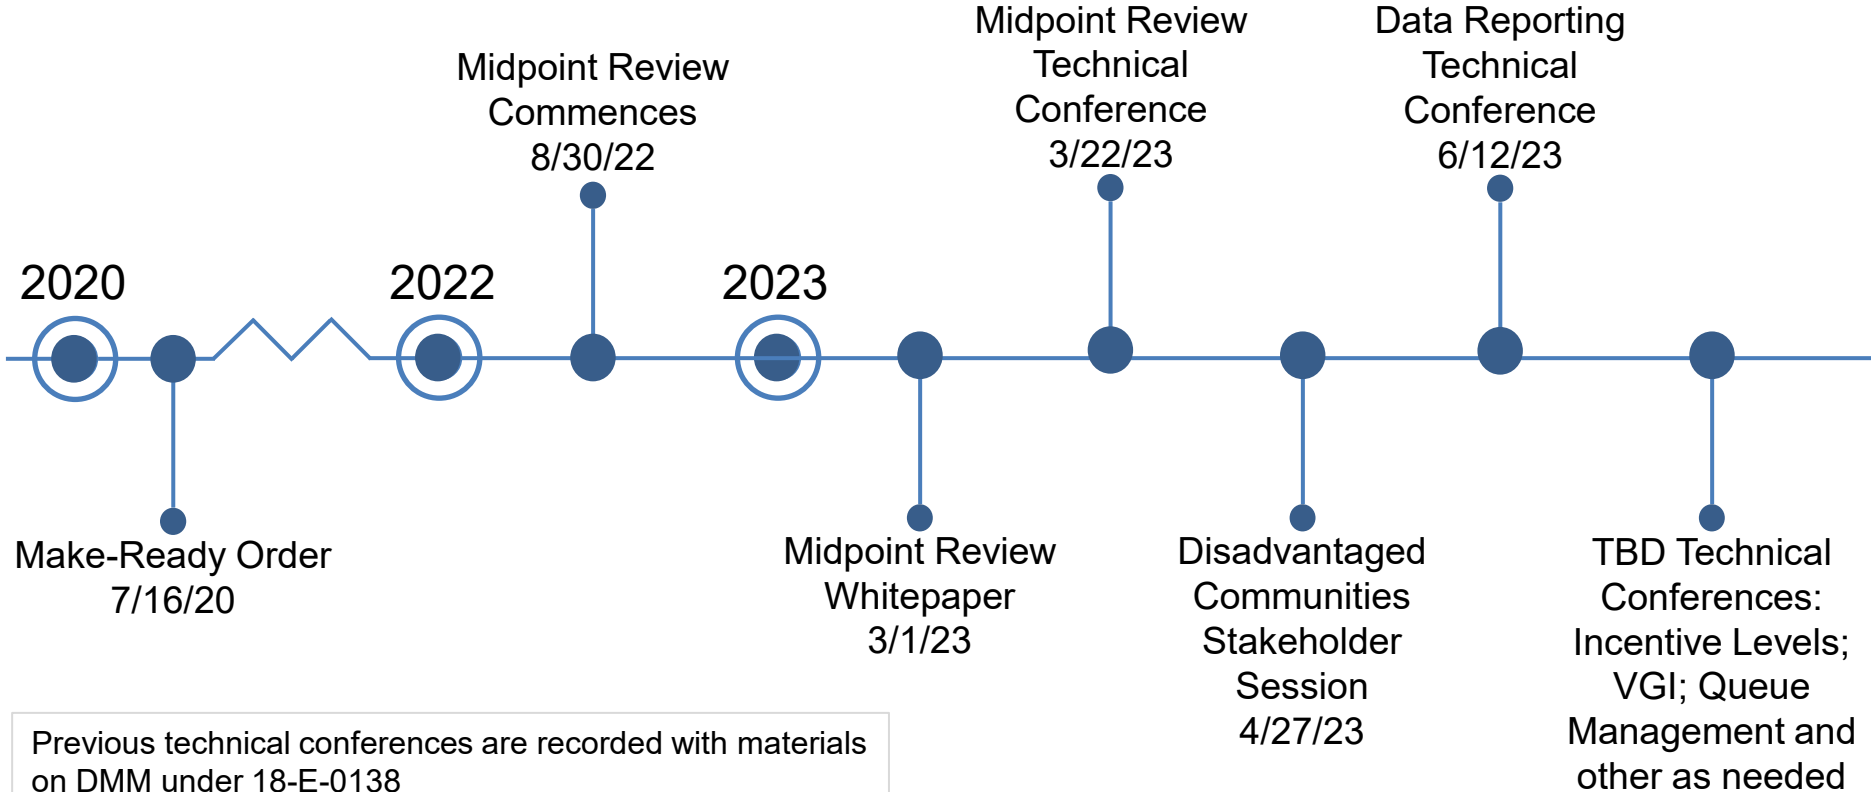 Midpoint Review
Commences
8/30/22
Midpoint Review
Technical
Conference
3/22/23
Data Reporting
Technical
Conference
6/12/23
2020
2022
2023
Make-Ready Order
7/16/20
Midpoint Review
Whitepaper
3/1/23
Disadvantaged
Communities
Stakeholder
Session
4/27/23
TBD Technical
Conferences:
Incentive Levels;
VGI; Queue
Management and
other as needed
Previous technical conferences are recorded with materials
on DMM under 18-E-0138